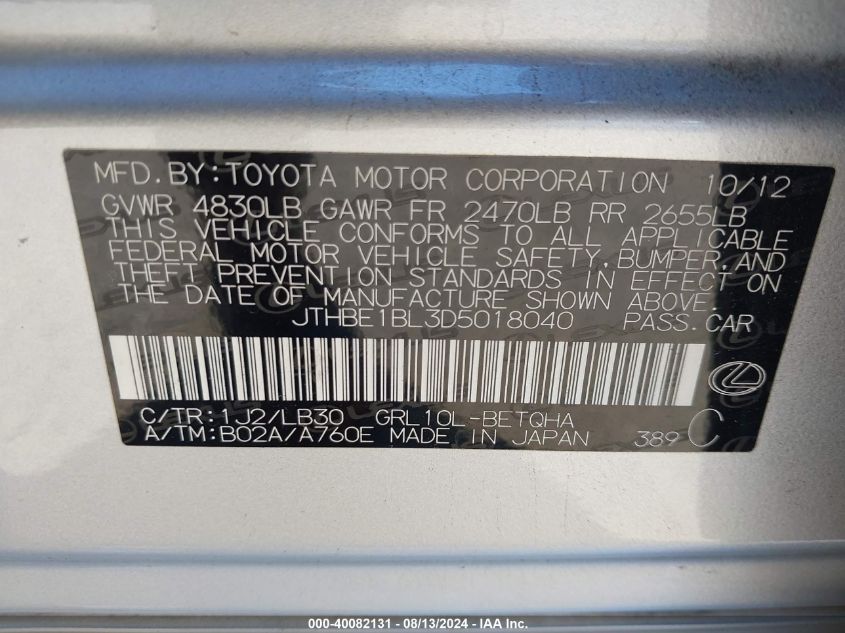 MFD.BY:TOYOTA MOTOR CORPORATION 10/12
GVWR 4830LB GAWR FR 2470LB RR 2655LB
THIS VEHICLE CONFORMS TO ALL APPLICABLE
FEDERAL MOTOR VEHICLE SAFETY,BUMPER,AND
THEFT PREVENTION STANDARDS IN EFFECT ON
THE DATE OF MANUFACTURE SHOWN ABOVE.
JTHBE1BL3D5018040 PASS.CAR
C/TR:1J2/LB30 GRL10L-BETQHA
A/TM:B02A/A760E MADE IN JAPAN 389 C
000-40082131 - 08/13/2024 - IAA Inc.